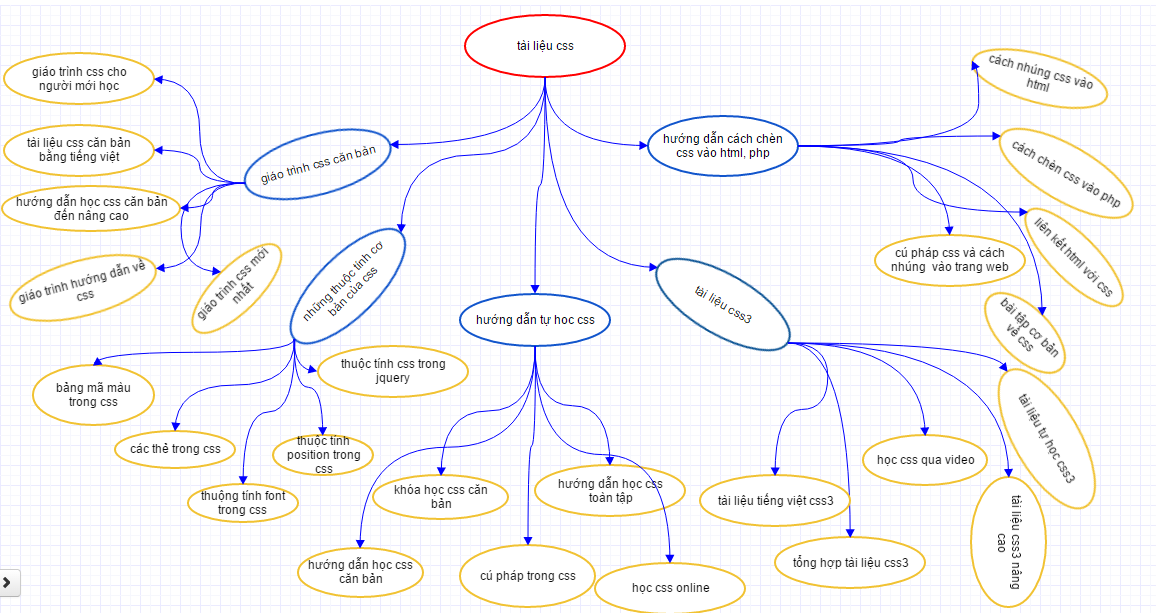 tài liệu css
giáo trình css căn bản
giáo trình css cho
người mới học
tài liệu css căn bản
bằng tiếng việt
hướng dẫn học css căn bản
đến nâng cao
giáo trình hướng dẫn về
css
giáo trình css mới
nhất
những thuộc tính cơ
bản của css
bảng mã màu
trong css
các thẻ trong css
thuộng tính font
trong css
thuộc tính
position trong
css
thuộc tính css trong
jquery
hướng dẫn tự học css
hướng dẫn học css
căn bản
khóa học css căn
bản
cú pháp trong css
hướng dẫn học css
toàn tập
học css online
tài liệu css3
tài liệu tiếng việt css3
tổng hợp tài liệu css3
học css qua video
tài liệu css3 nâng
cao
tài liệu tự học css3
hướng dẫn cách chèn
css vào html, php
cách nhúng css vào
html
cách chèn css vào php
liên kết html với css
cú pháp css và cách
nhúng vào trang web
bài tập cơ bản
về css